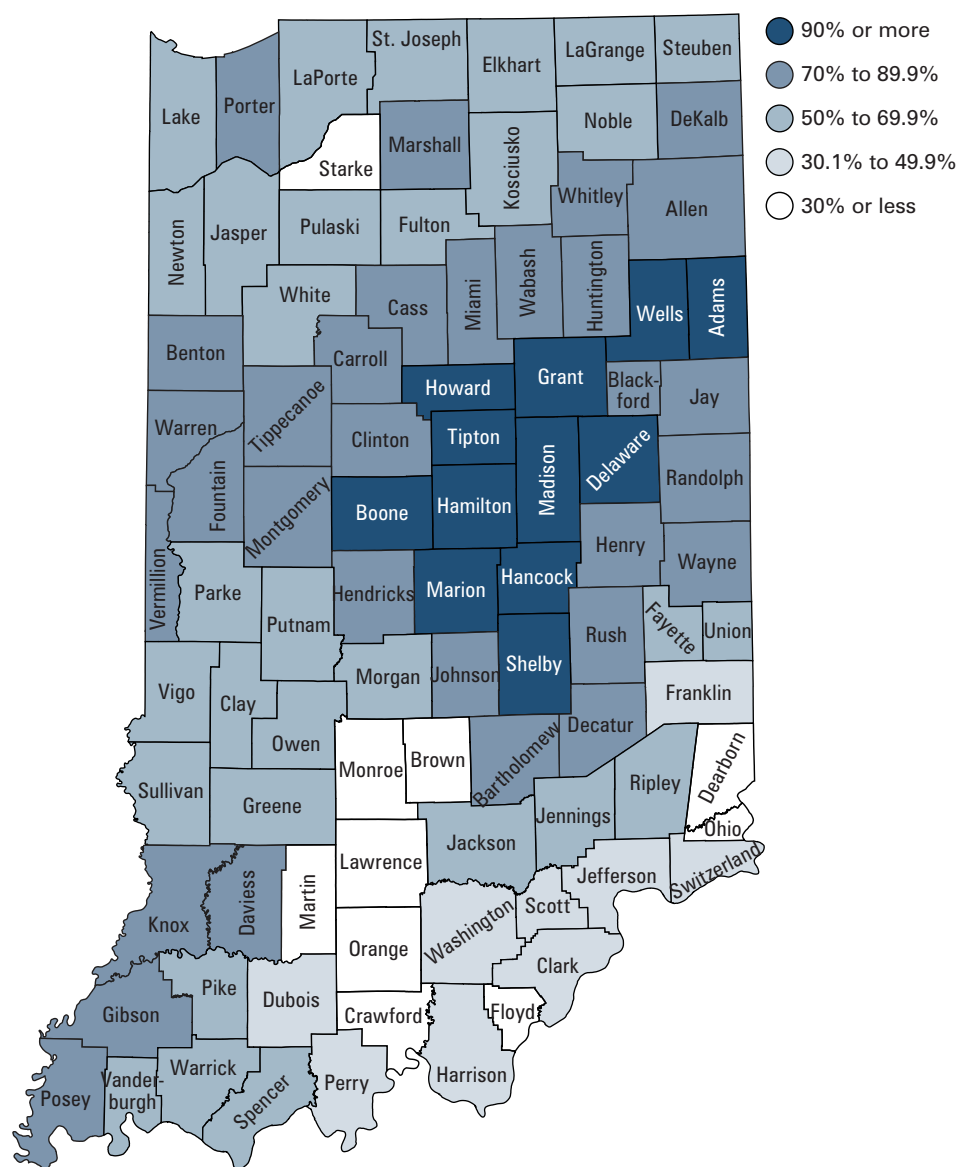 90% or more
70% to 89.9%
50% to 69.9%
30.1% to 49.9%
30% or less
St. Joseph
LaGrange
Steuben
LaPorte
Elkhart
Lake
Porter
Noble
DeKalb
Marshall
Starke
Kosciusko
Whitley
Allen
Newton
Jasper
Pulaski
Fulton
White
Cass
Miami
Wabash
Huntington
Wells
Adams
Benton
Carroll
Howard
Grant
Black-
ford
Jay
Warren
Tippecanoe
Clinton
Tipton
Madison
Delaware
Randolph
Fountain
Montgomery
Boone
Hamilton
Henry
Wayne
Vermillion
Parke
Putnam
Hendricks
Marion
Hancock
Rush
Fayette
Union
Vigo
Clay
Morgan
Johnson
Shelby
Franklin
Owen
Monroe
Brown
Bartholomew
Decatur
Dearborn
Sullivan
Greene
Jackson
Jennings
Ripley
Ohio
Knox
Daviess
Martin
Lawrence
Washington
Scott
Jefferson
Switzerland
Orange
Clark
Gibson
Pike
Dubois
Crawford
Floyd
Posey
Vander-
burgh
Warrick
Spencer
Perry
Harrison